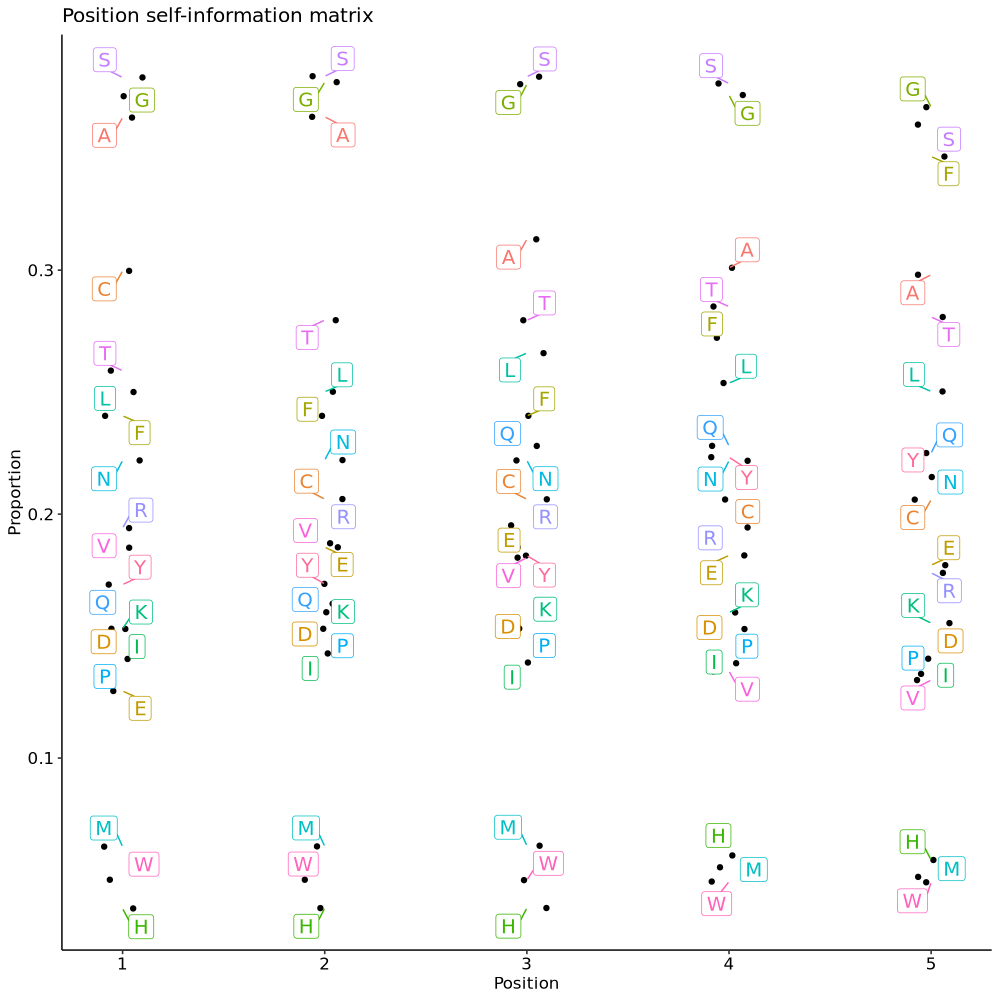 Position self-information matrix
S
G
A
C
T
L
F
N
R
V
Y
Q
K
D
I
P
E
M
W
H
S
G
A
T
L
F
N
C
R
V
E
Y
Q
K
D
P
I
M
W
H
S
G
A
T
L
F
Q
N
C
R
E
V
Y
K
D
P
I
M
W
H
S
G
A
T
F
L
Q
N
Y
C
R
E
K
D
P
I
V
H
M
W
G
S
F
A
T
L
Q
Y
N
C
E
R
K
D
P
I
V
H
M
W
0.3
0.2
0.1
Proportion
1 2 3 4 5
Position